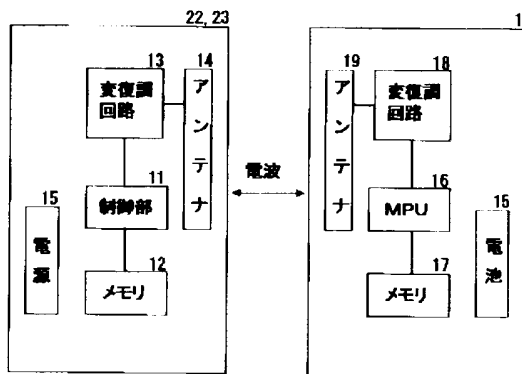 22, 23
13
変復調
回路
14
アンテナ
11
制御部
15
電源
12
メモリ
電波
1
19
アンテナ
18
変復調
回路
16
MPU
15
電池
17
メモリ